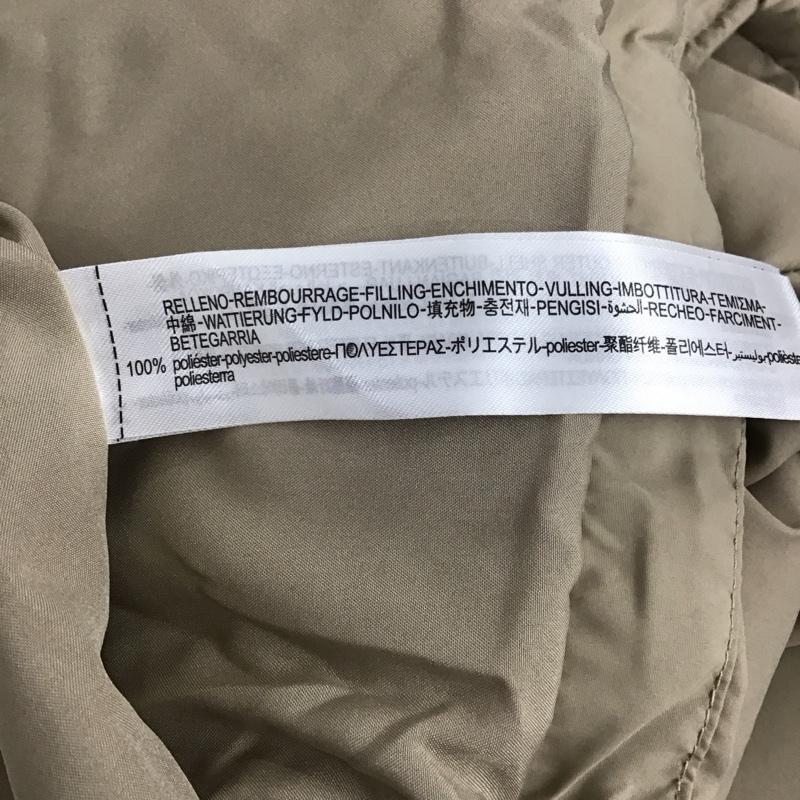 RELLENO-REMBOURRAGE-FILLING-ENCHIMENTO-VULLING-IMBOTTITURA-ΓΕΜΙΣΜΑ-
中綿-WATTIERUNG-FYLD-POLNILO-填充物-충전재-PENGISI-الحشوة-RECHEO-FARCIMENT-
BETEGARRIA
100% poliéster-polyester-poliestere-ΠΟΛΥΕΣΤΕΡΑΣ-ポリエステル-poliester-聚酯纤维-폴리에스터-بوليستير-polièster
poliesterra